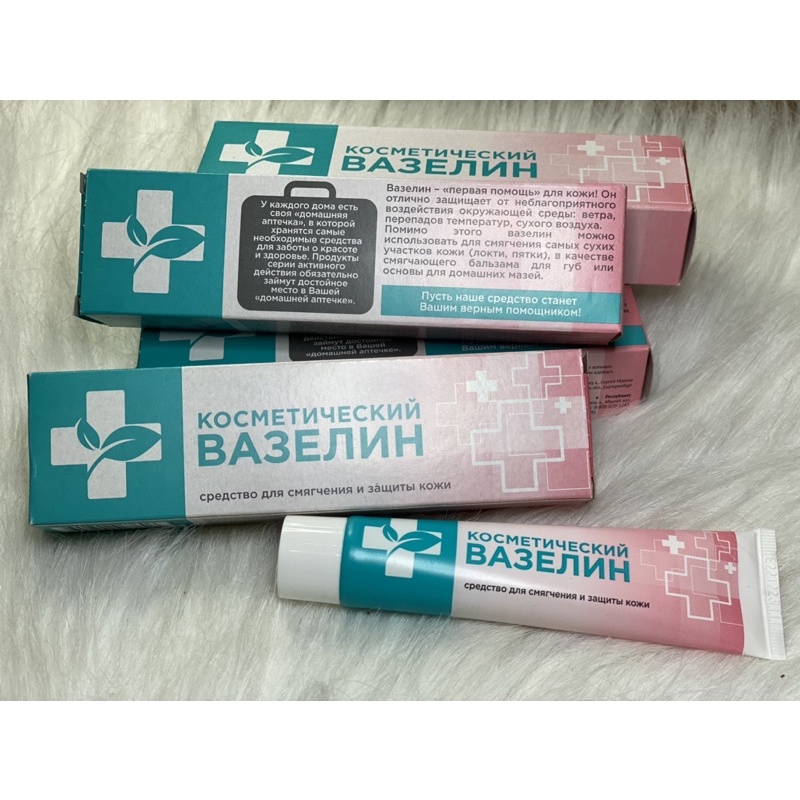 КОСМЕТИЧЕСКИЙ
ВАЗЕЛИН
У каждого дома есть
своя «домашняя
аптечка», в которой
хранятся самые
необходимые средства
для заботы о красоте
и здоровье. Продукты
серии активного
действия обязательно
займут достойное
место в Вашей
«домашней аптечке».
Вазелин – «первая помощь» для кожи! Он
отлично защищает от неблагоприятного
воздействия окружающей среды: ветра,
перепадов температур, сухого воздуха.
Помимо этого вазелин можно
использовать для смягчения самых сухих
участков кожи (локти, пятки), в качестве
смягчающего бальзама для губ или
основы для домашних мазей.
Пусть наше средство станет
Вашим верным помощником!
займут достойное
место в Вашей
«домашней аптечке».
КОСМЕТИЧЕСКИЙ
ВАЗЕЛИН
средство для смягчения и защиты кожи
КОСМЕТИЧЕСКИЙ
ВАЗЕЛИН
средство для смягчения и защиты кожи